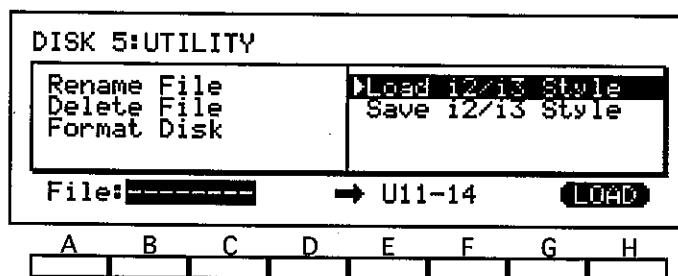 DISK 5:UTILITY
Rename File
Delete File
Format Disk
▶Load i2/i3 Style
Save i2/i3 Style
File:--------
➡ U11-14
LOAD
A B C D E F G H